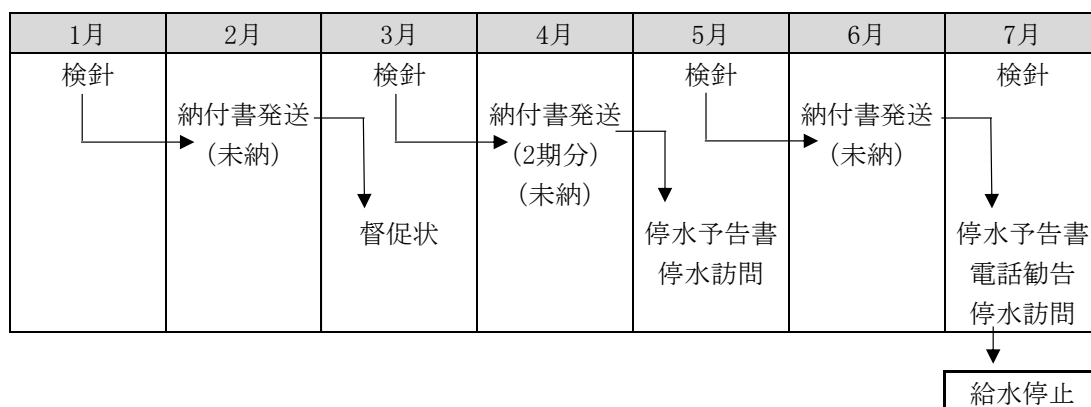 1月 2月 3月 4月 5月 6月 7月
検針 検針 検針 検針
納付書発送 納付書発送 納付書発送
(未納) (2期分) (未納)
(未納)
督促状 停水予告書 停水予告書
停水訪問 電話勧告
停水訪問
給水停止